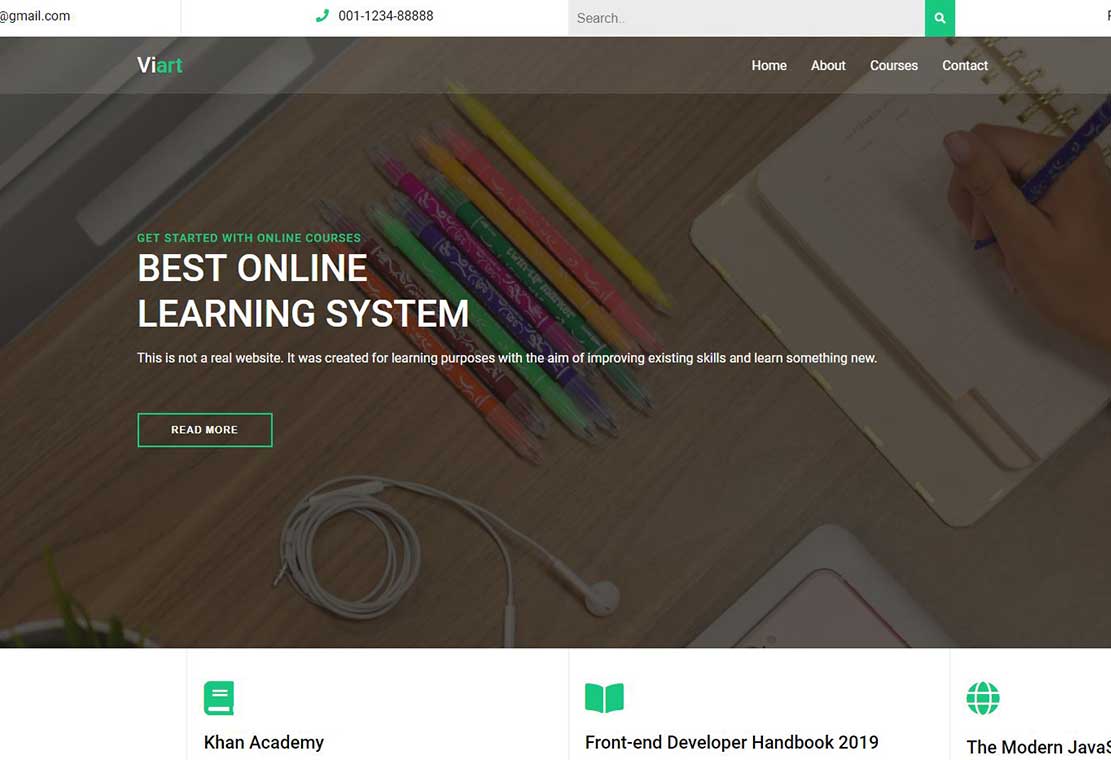 @gmail.com
001-1234-88888
Search..
Viart
Home
About
Courses
Contact
GET STARTED WITH ONLINE COURSES
BEST ONLINE
LEARNING SYSTEM
This is not a real website. It was created for learning purposes with the aim of improving existing skills and learn something new.
READ MORE
Khan Academy
Front-end Developer Handbook 2019
The Modern JavaS